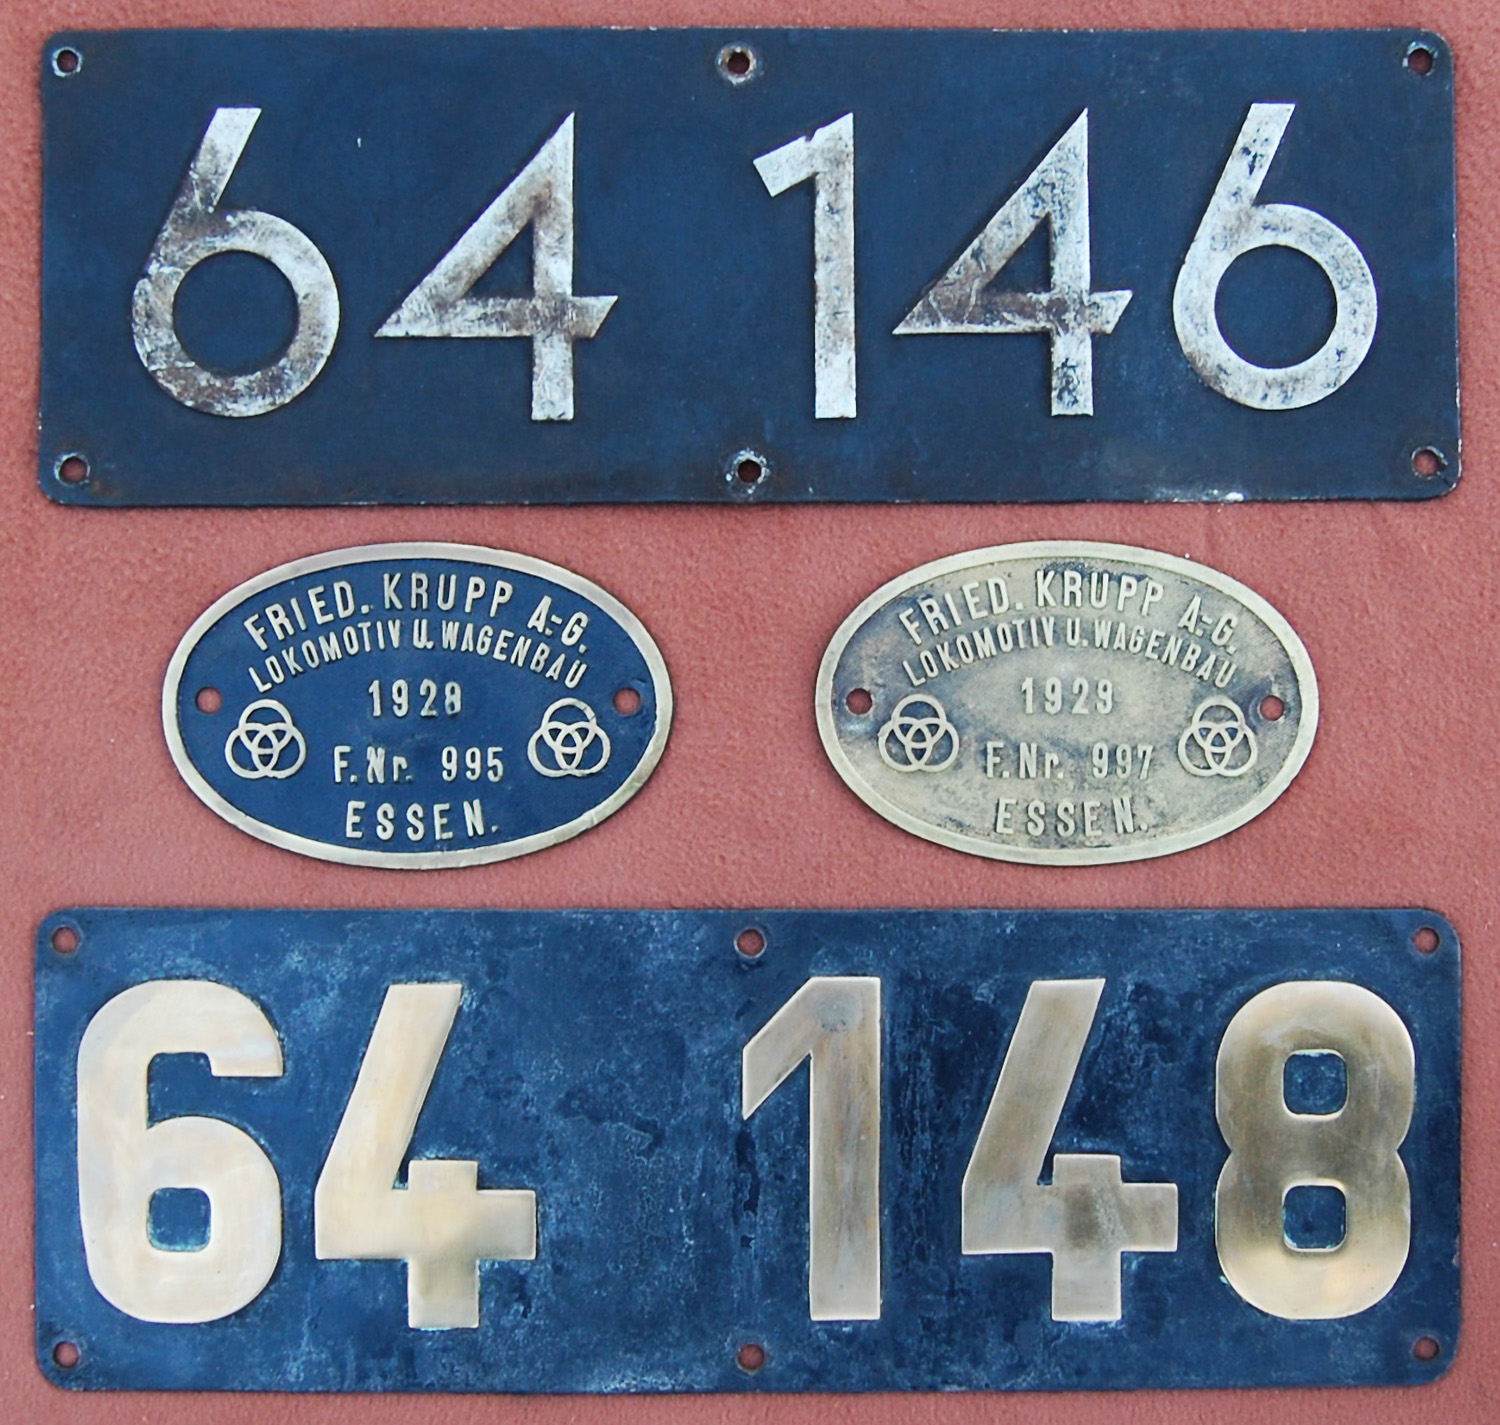 64 146
FRIED. KRUPP A.-G.
LOKOMOTIV U. WAGENBAU
1928
F.Nr. 995
ESSEN.
FRIED. KRUPP A.-G.
LOKOMOTIV U. WAGENBAU
1929
F.Nr. 997
ESSEN.
64 148